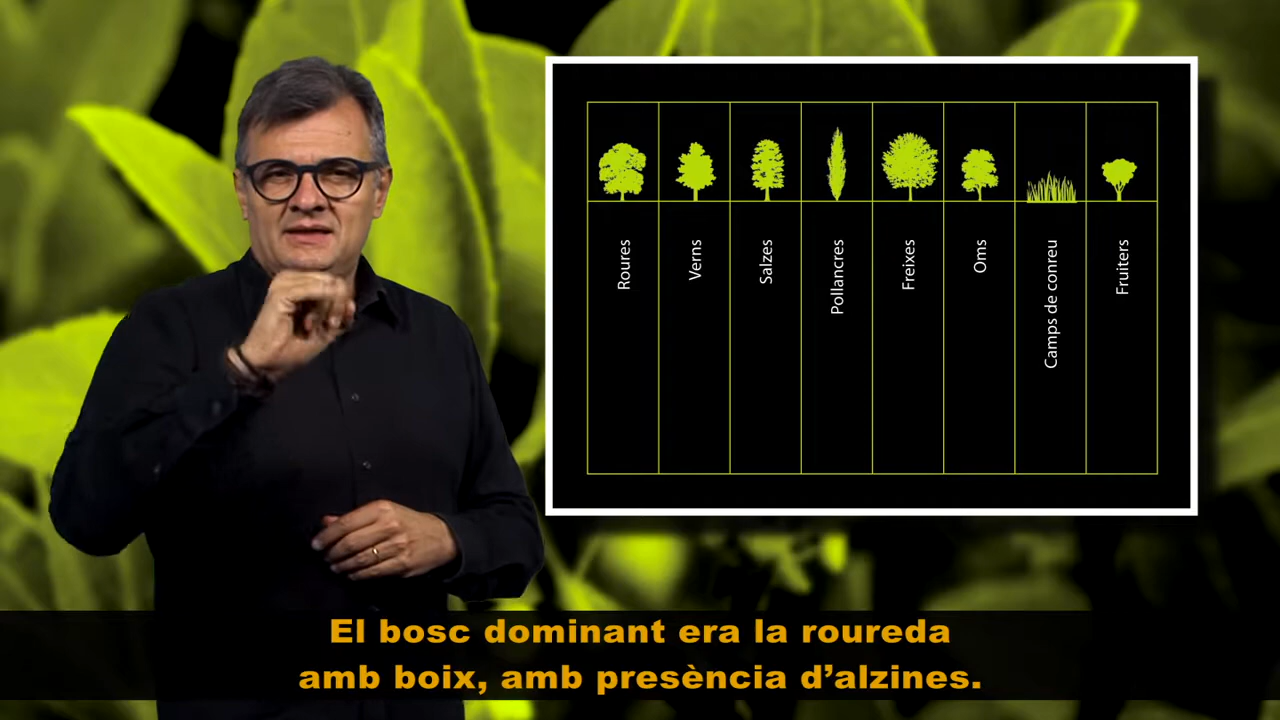 Roures
Verns
Salzes
Pollancres
Freixes
Oms
Camps de conreu
Fruiters
El bosc dominant era la roureda
amb boix, amb presència d’alzines.